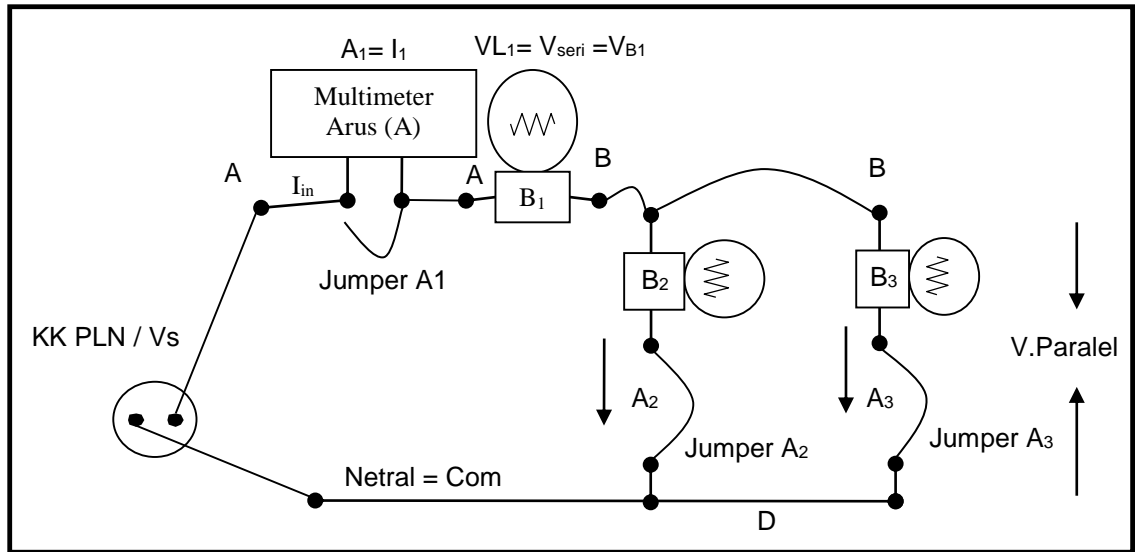 A₁= I₁
VL₁= Vseri =VB1
Multimeter
Arus (A)
A
Iin
A
B
B
B₁
Jumper A1
B₂
B₃
KK PLN / Vs
V.Paralel
A₂
A₃
Jumper A₂
Jumper A₃
Netral = Com
D